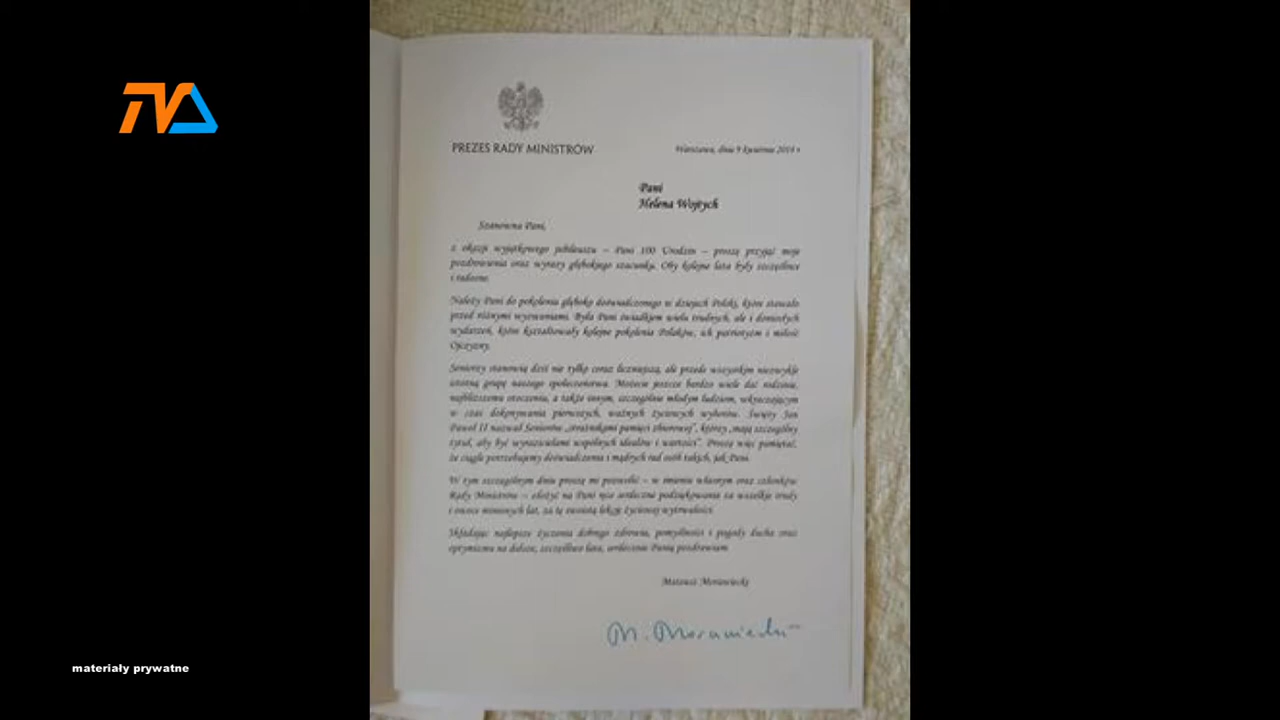 TVA
PREZES RADY MINISTRÓW
Warszawa, dnia 9 kwietnia 2019 r.
Pani
Helena Wojtych
Szanowna Pani,
z okazji wyjątkowego jubileuszu – Pani 100 Urodzin – proszę przyjąć moje
pozdrowienia oraz wyrazy głębokiego szacunku. Oby kolejne lata były szczęśliwe
i radosne.
Należy Pani do pokolenia głęboko doświadczonego w dziejach Polski, które stawało
przed różnymi wyzwaniami. Była Pani świadkiem wielu trudnych, ale i doniosłych
wydarzeń, które kształtowały kolejne pokolenia Polaków, ich patriotyzm i miłość
Ojczyzny.
Seniorzy stanowią dziś nie tylko coraz liczniejszą, ale przede wszystkim niezwykle
istotną grupę naszego społeczeństwa. Możecie jeszcze bardzo wiele dać rodzinie,
najbliższemu otoczeniu, a także innym, szczególnie młodym ludziom, wkraczającym
w czas dokonywania pierwszych, ważnych życiowych wyborów. Święty Jan
Paweł II nazwał Seniorów „strażnikami pamięci zbiorowej”, którzy „mają szczególny
tytuł, aby być wyrazicielami wspólnych ideałów i wartości”. Proszę więc pamiętać,
że ciągle potrzebujemy doświadczenia i mądrych rad osób takich, jak Pani.
W tym szczególnym dniu proszę mi pozwolić – w imieniu własnym oraz członków
Rady Ministrów – złożyć na Pani ręce serdeczne podziękowania za wszelkie trudy
i owoce minionych lat, za tę swoistą lekcję życiowej wytrwałości.
Składając najlepsze życzenia dobrego zdrowia, pomyślności i pogody ducha oraz
optymizmu na dalsze, szczęśliwe lata, serdecznie Panią pozdrawiam
Mateusz Morawiecki
M. Morawiecki
materiały prywatne